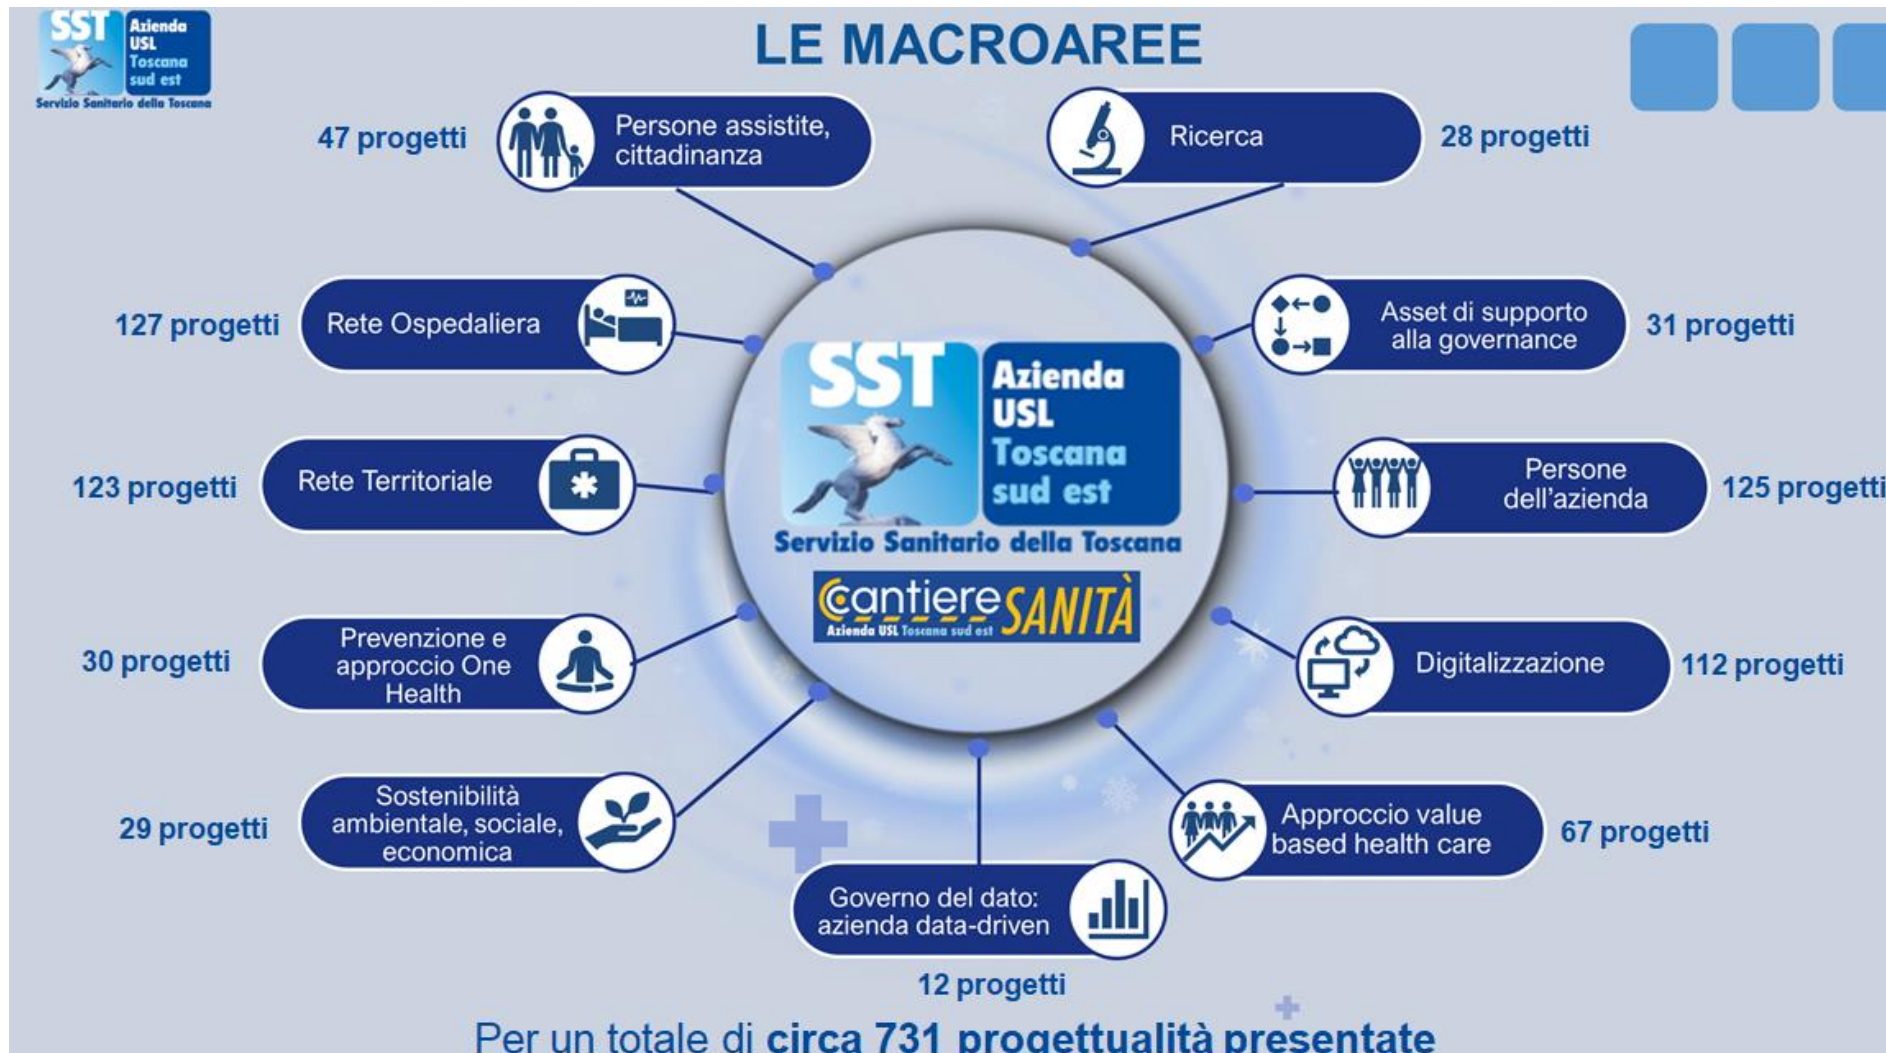 SST
Azienda
USL
Toscana
sud est
Servizio Sanitario della Toscana
LE MACROAREE
47 progetti
Persone assistite,
cittadinanza
Ricerca
28 progetti
127 progetti
Rete Ospedaliera
Asset di supporto
alla governance
31 progetti
123 progetti
Rete Territoriale
Persone
dell'azienda
125 progetti
30 progetti
Prevenzione e
approccio One
Health
Digitalizzazione
112 progetti
29 progetti
Sostenibilità
ambientale, sociale,
economica
Approccio value
based health care
67 progetti
Governo del dato:
azienda data-driven
12 progetti
SST
Azienda
USL
Toscana
sud est
Servizio Sanitario della Toscana
cantiere SANITÀ
Azienda USL Toscana sud est
Per un totale di circa 731 progettualità presentate